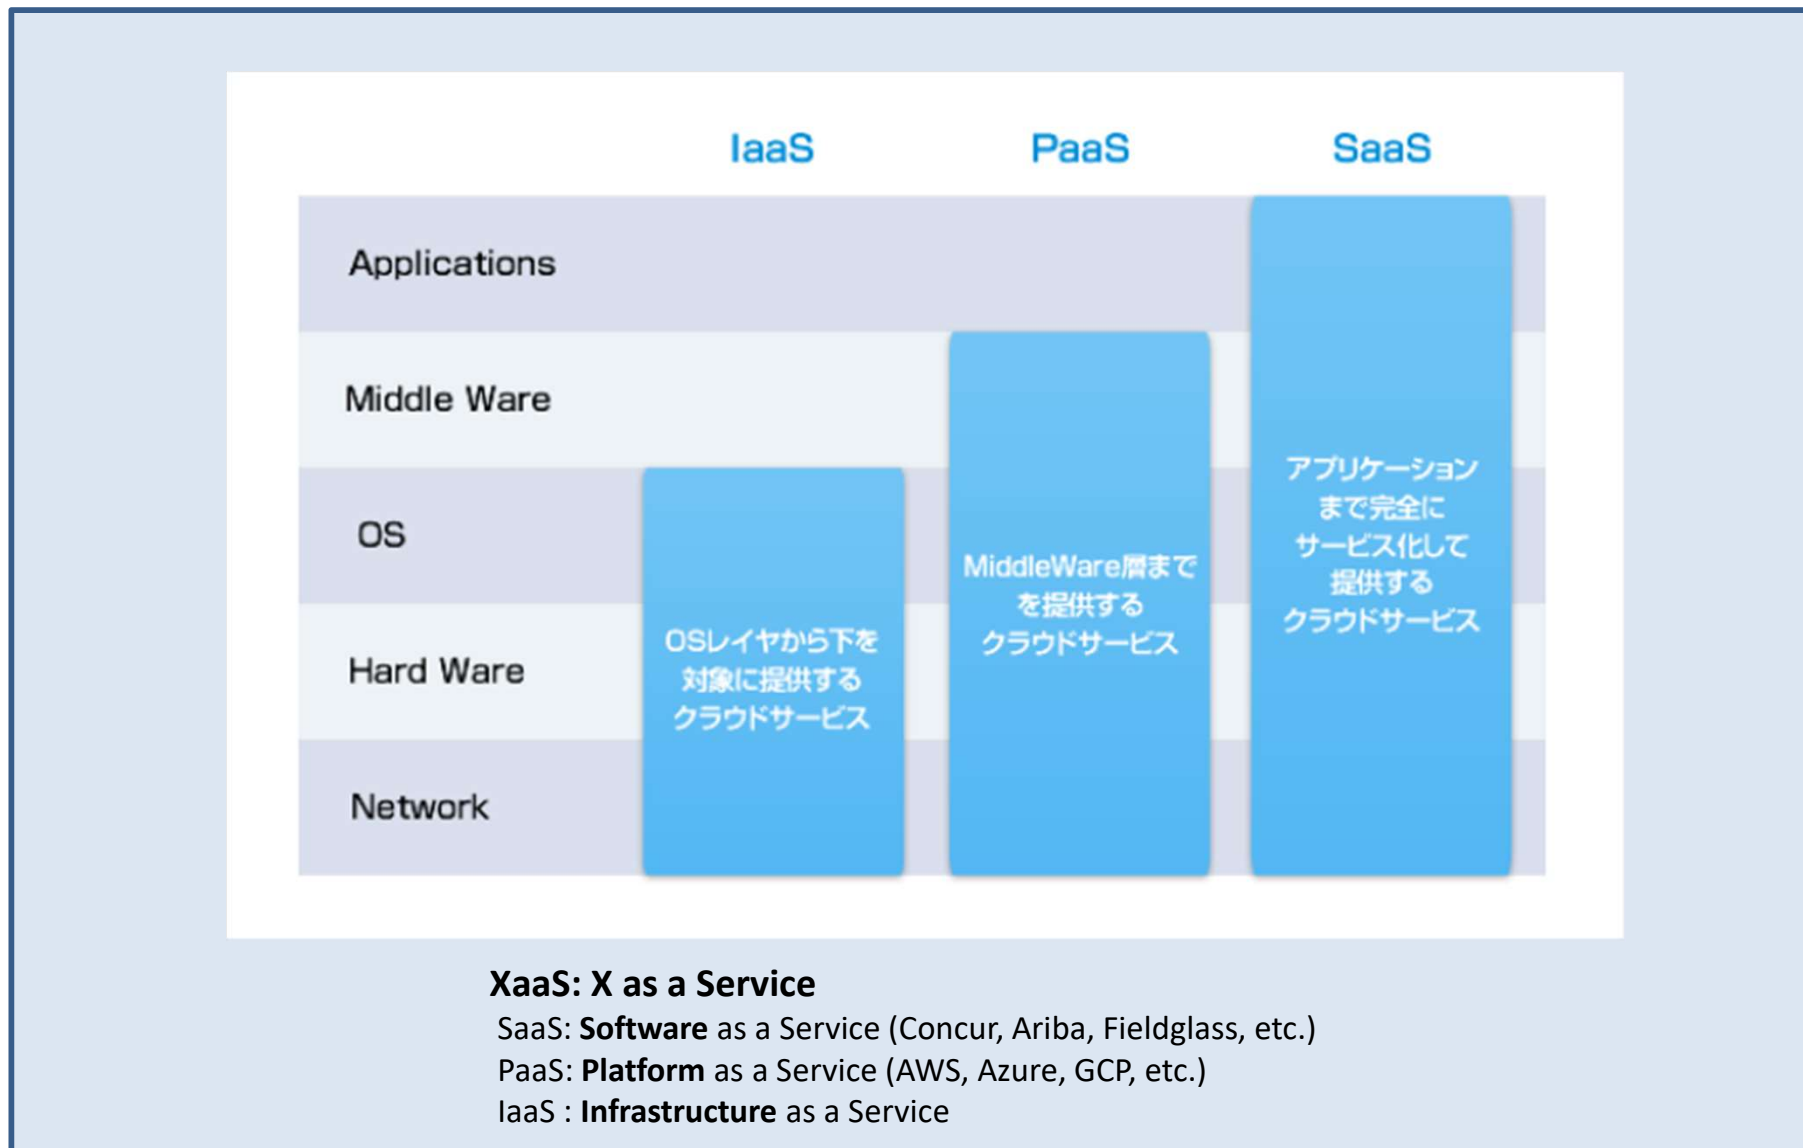 IaaS PaaS SaaS
Applications
Middle Ware
OS
Hard Ware
Network
OSレイヤから下を
対象に提供する
クラウドサービス
MiddleWare層まで
を提供する
クラウドサービス
アプリケーション
まで完全に
サービス化して
提供する
クラウドサービス
XaaS: X as a Service
SaaS: Software as a Service (Concur, Ariba, Fieldglass, etc.)
PaaS: Platform as a Service (AWS, Azure, GCP, etc.)
IaaS : Infrastructure as a Service